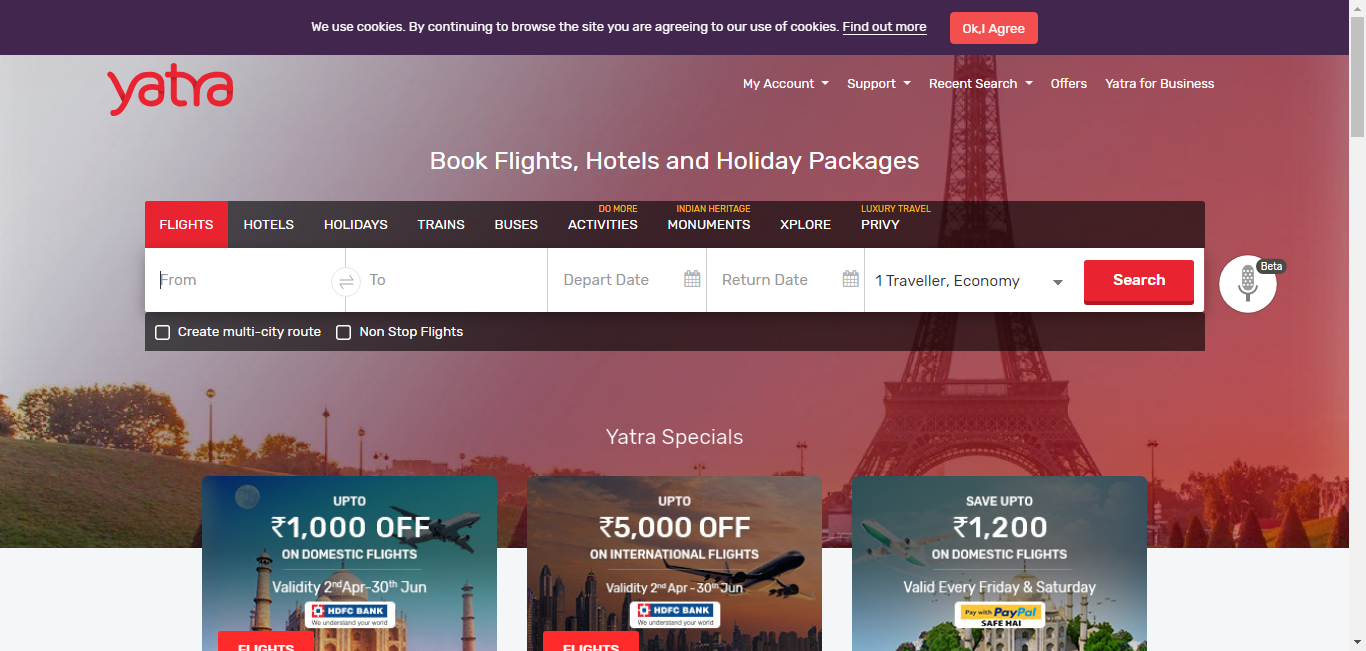 We use cookies. By continuing to browse the site you are agreeing to our use of cookies. Find out more Ok,I Agree
yatra
My Account Support Recent Search Offers Yatra for Business
Book Flights, Hotels and Holiday Packages
DO MORE INDIAN HERITAGE LUXURY TRAVEL
FLIGHTS HOTELS HOLIDAYS TRAINS BUSES ACTIVITIES MONUMENTS XPLORE PRIVY
Beta
From To Depart Date Return Date 1 Traveller, Economy Search
Create multi-city route Non Stop Flights
Yatra Specials
UPTO
₹1,000 OFF
ON DOMESTIC FLIGHTS
Validity 2nd Apr-30th Jun
HDFC BANK
We understand your world
FLIGHTS
UPTO
₹5,000 OFF
ON INTERNATIONAL FLIGHTS
Validity 2nd Apr - 30th Jun
HDFC BANK
We understand your world
FLIGHTS
SAVE UPTO
₹1,200
ON DOMESTIC FLIGHTS
Valid Every Friday & Saturday
Pay with PayPal
SAFE HAI